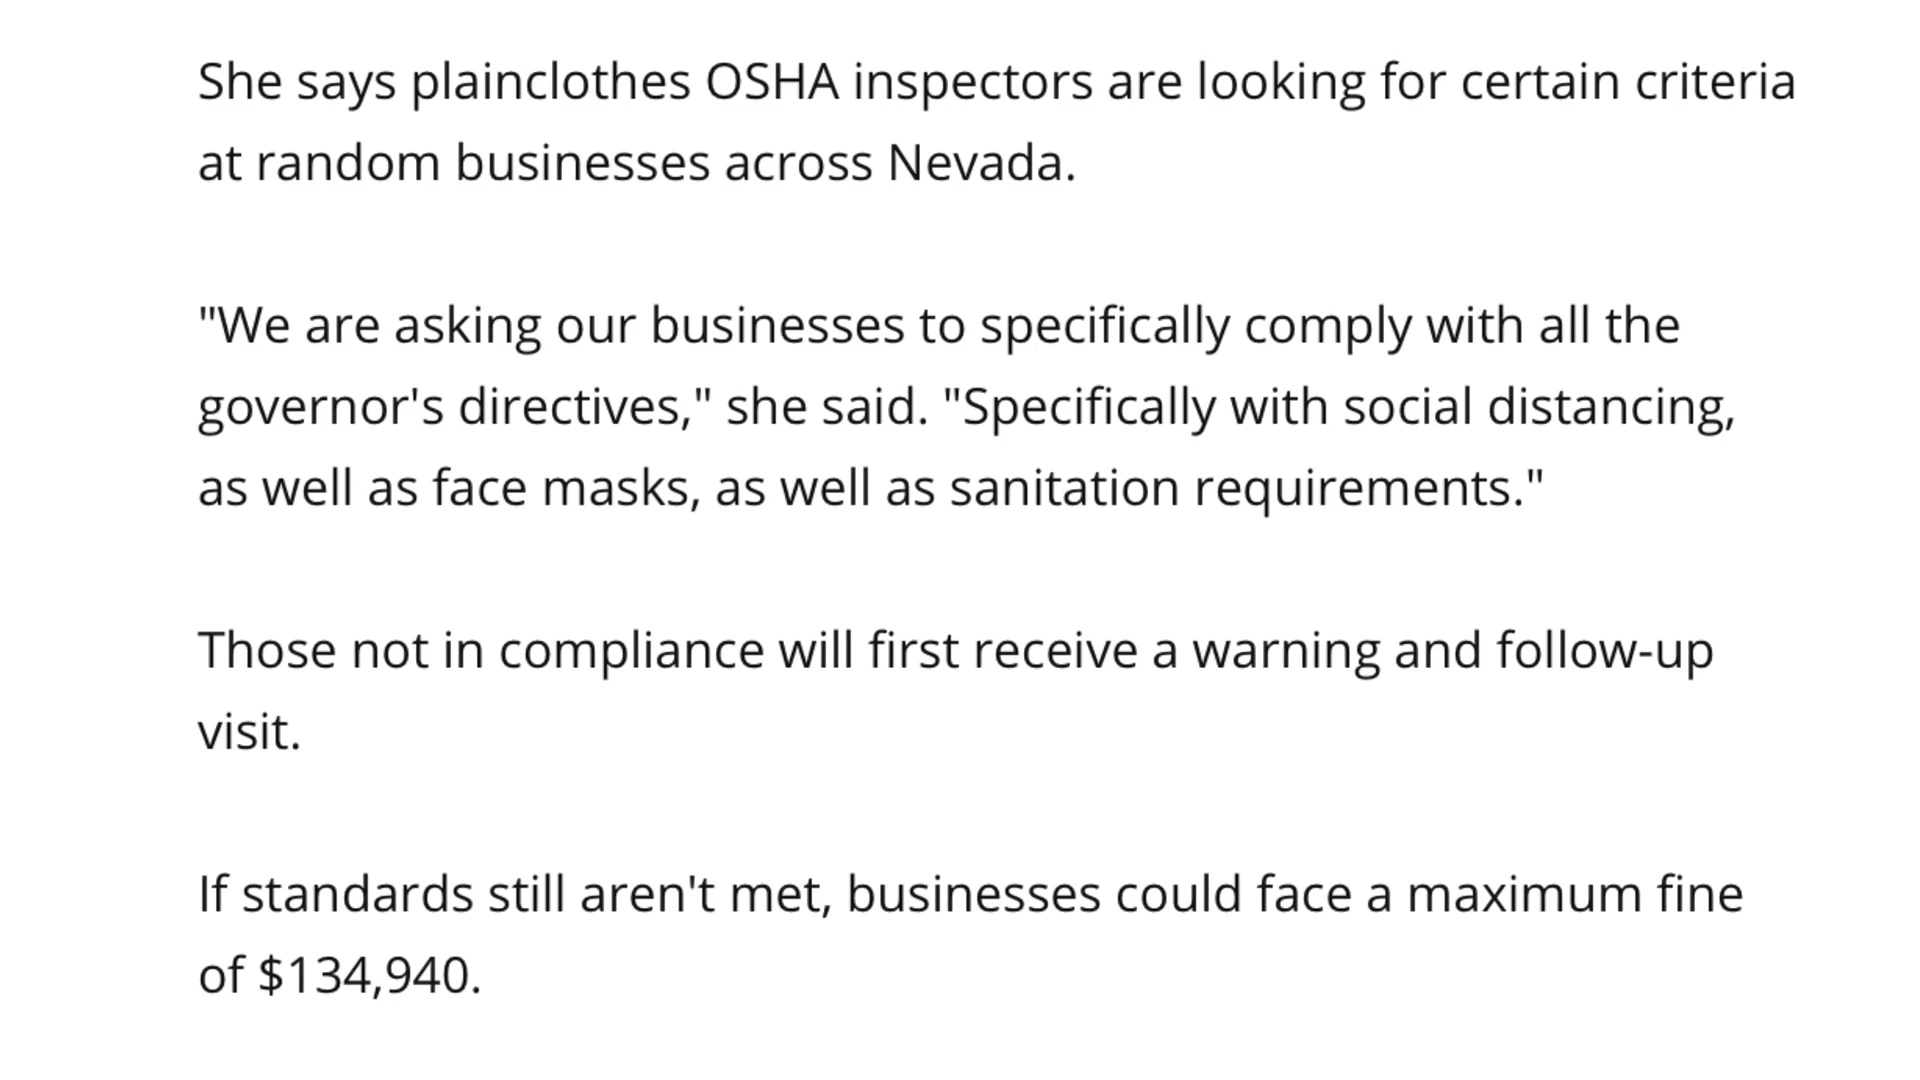 She says plainclothes OSHA inspectors are looking for certain criteria
at random businesses across Nevada.
"We are asking our businesses to specifically comply with all the
governor's directives," she said. "Specifically with social distancing,
as well as face masks, as well as sanitation requirements."
Those not in compliance will first receive a warning and follow-up
visit.
If standards still aren't met, businesses could face a maximum fine
of $134,940.